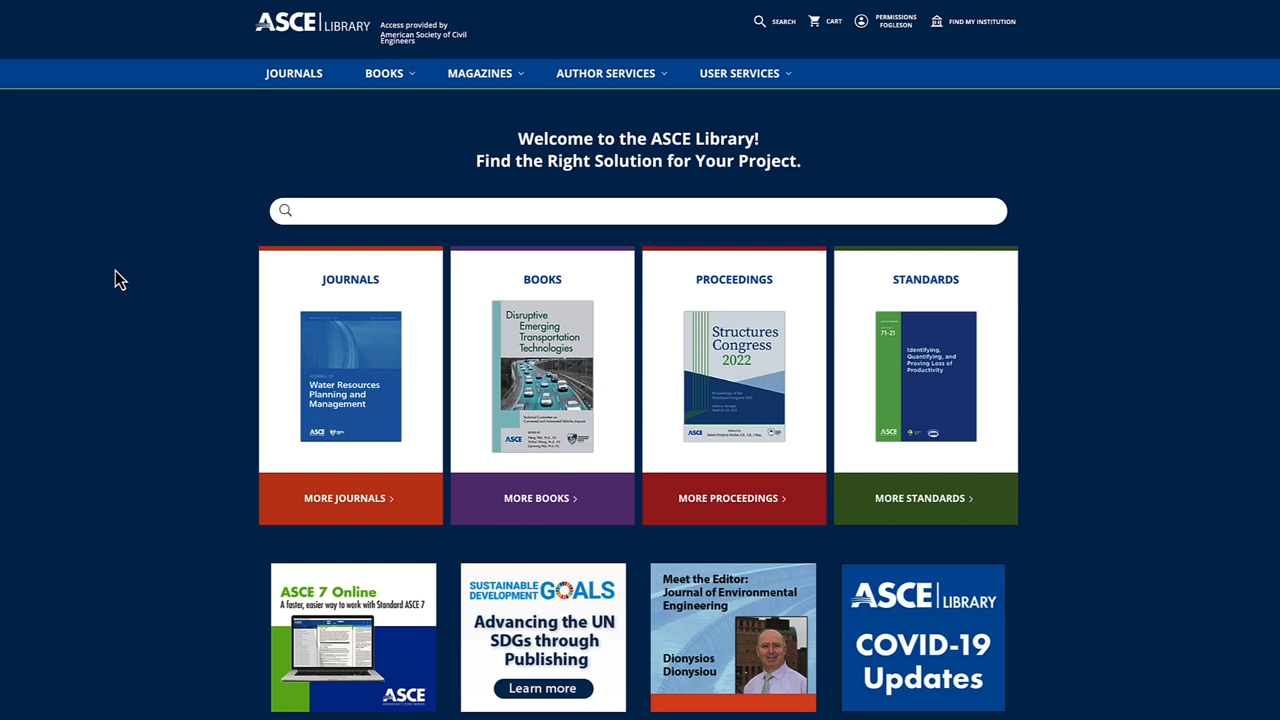 ASCE LIBRARY
Access provided by
American Society of Civil
Engineers
SEARCH
CART
PERMISSIONS
FOGLESON
FIND MY INSTITUTION
JOURNALS
BOOKS
MAGAZINES
AUTHOR SERVICES
USER SERVICES
Welcome to the ASCE Library!
Find the Right Solution for Your Project.
JOURNALS
Water Resources
Planning and
Management
ASCE
MORE JOURNALS
BOOKS
Disruptive
Emerging
Transportation
Technologies
ASCE
MORE BOOKS
PROCEEDINGS
Structures
Congress
2022
ASCE
MORE PROCEEDINGS
STANDARDS
71-21
Identifying,
Quantifying, and
Proving Loss of
Productivity
ASCE
MORE STANDARDS
ASCE 7 Online
A faster, easier way to work with Standard ASCE 7
ASCE
SUSTAINABLE
DEVELOPMENT GOALS
Advancing the UN
SDGs through
Publishing
Learn more
Meet the Editor:
Journal of Environmental
Engineering
Dionysios
Dionysiou
ASCE LIBRARY
COVID-19
Updates